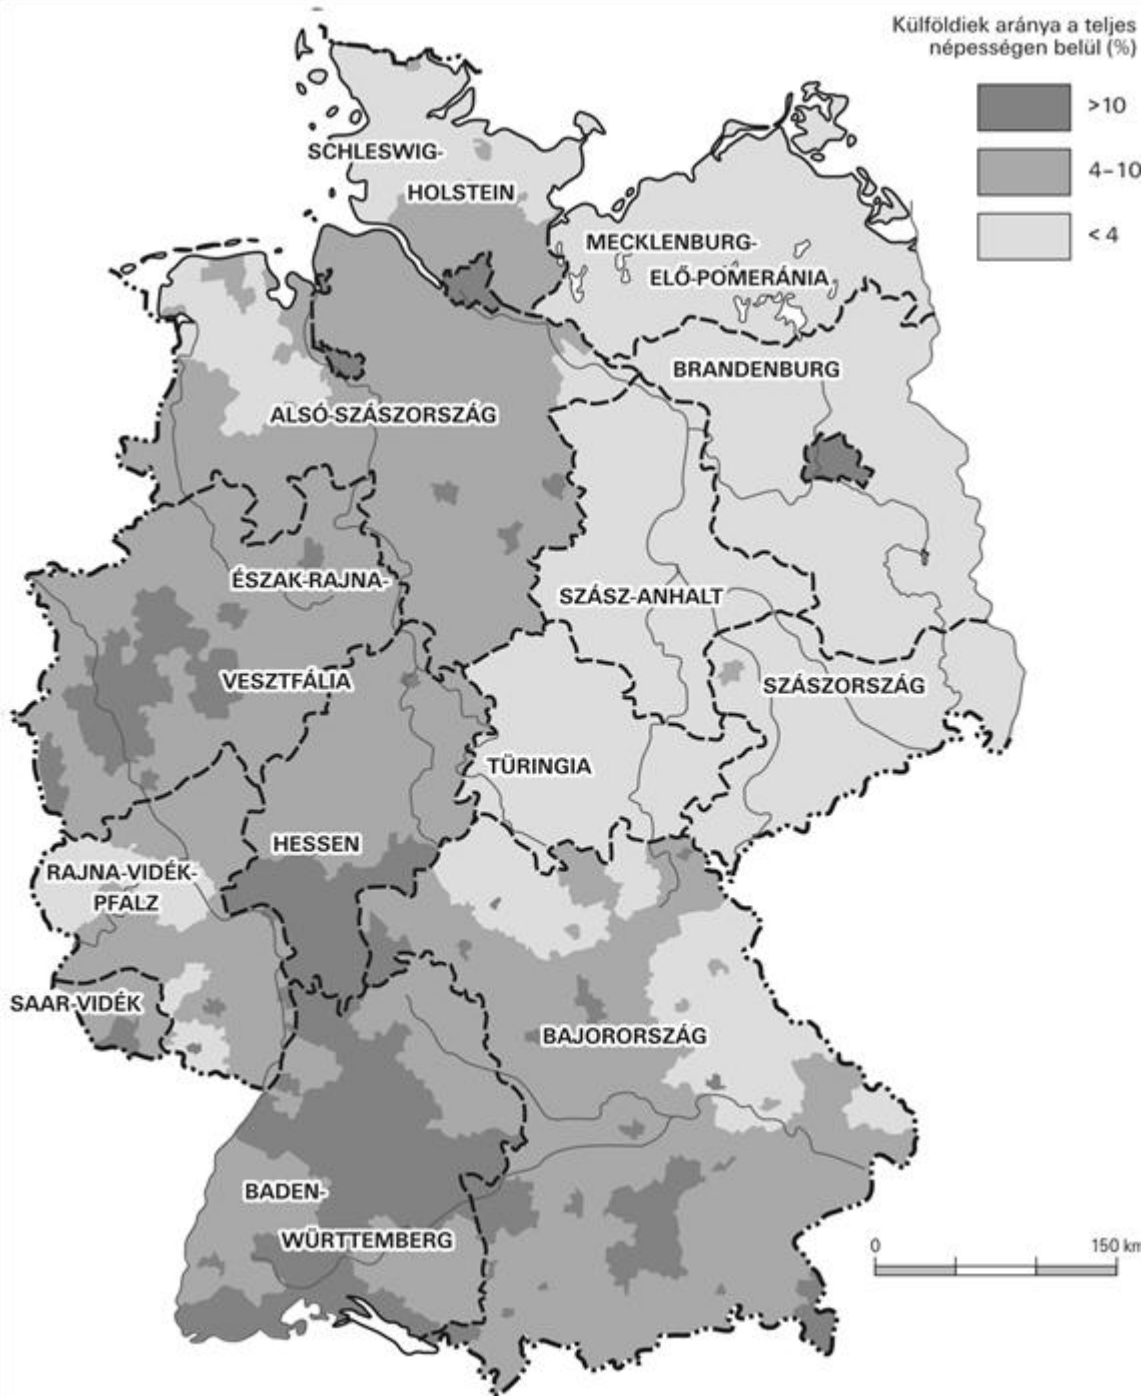 Külföldiek aránya a teljes
népességen belül (%)
>10
4–10
<4
SCHLESWIG-
HOLSTEIN
MECKLENBURG-
ELŐ-POMERÁNIA
BRANDENBURG
ALSÓ-SZÁSZORSZÁG
ÉSZAK-RAJNA-
VESZTFÁLIA
SZÁSZ-ANHALT
SZÁSZORSZÁG
TÜRINGIA
HESSEN
RAJNA-VIDÉK-
PFALZ
SAAR-VIDÉK
BAJORORSZÁG
BADEN-
WÜRTTEMBERG
0 150 km